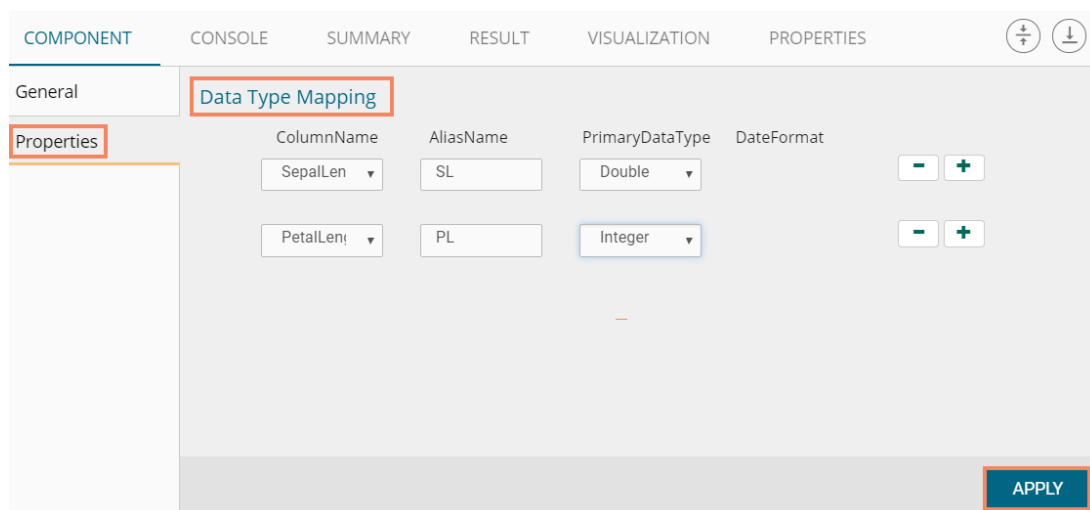 COMPONENT CONSOLE SUMMARY RESULT VISUALIZATION PROPERTIES
General
Data Type Mapping
Properties
ColumnName AliasName PrimaryDataType DateFormat
SepalLen SL Double
PetalLeng PL Integer
APPLY